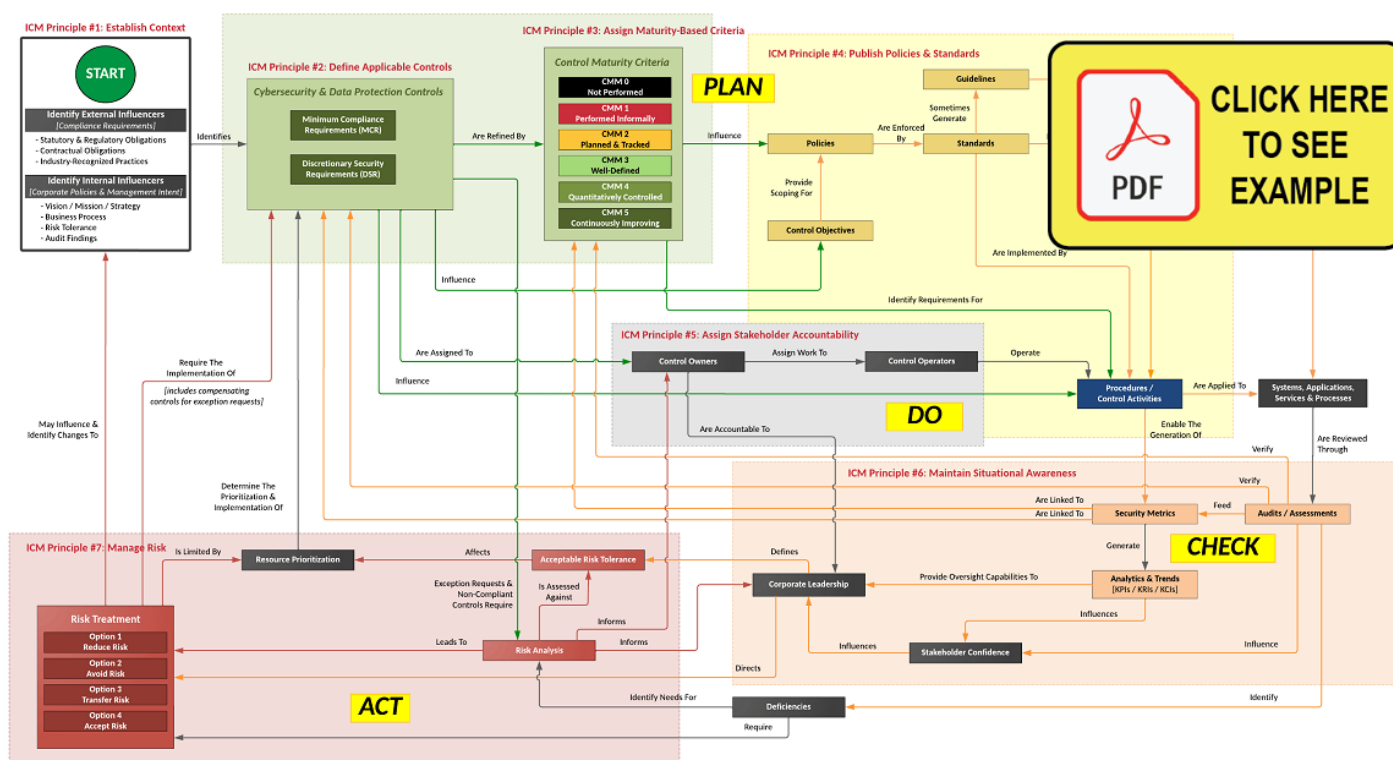 ICM Principle #1: Establish Context
START
Identify External Influencers
[Compliance Requirements]
- Statutory & Regulatory Obligations
- Contractual Obligations
- Industry-Recognized Practices
Identify Internal Influencers
[Corporate Policies & Management Intent]
- Vision / Mission / Strategy
- Business Process
- Risk Tolerance
- Audit Findings
Identifies
ICM Principle #2: Define Applicable Controls
Cybersecurity & Data Protection Controls
Minimum Compliance
Requirements (MCR)
Discretionary Security
Requirements (DSR)
Are Refined By
ICM Principle #3: Assign Maturity-Based Criteria
Control Maturity Criteria
CMM 0
Not Performed
CMM 1
Performed Informally
CMM 2
Planned & Tracked
CMM 3
Well-Defined
CMM 4
Quantitatively Controlled
CMM 5
Continuously Improving
PLAN
Influence
ICM Principle #4: Publish Policies & Standards
Guidelines
Sometimes
Generate
Policies
Are Enforced
By
Standards
Provide
Scoping For
Control Objectives
Are Implemented By
PDF
CLICK HERE
TO SEE
EXAMPLE
Influence
Identify Requirements For
ICM Principle #5: Assign Stakeholder Accountability
Are Assigned To
Control Owners
Assign Work To
Control Operators
Operate
Influence
Procedures /
Control Activities
Are Applied To
Systems, Applications,
Services & Processes
DO
Are Accountable To
Enable The
Generation Of
Are Reviewed
Through
Require The
Implementation Of
[includes compensating
controls for exception requests]
May Influence &
Identify Changes To
Determine The
Prioritization &
Implementation Of
Verify
ICM Principle #6: Maintain Situational Awareness
Verify
Are Linked To
Are Linked To
Security Metrics
Feed
Audits / Assessments
Generate
CHECK
ICM Principle #7: Manage Risk
Is Limited By
Resource Prioritization
Affects
Acceptable Risk Tolerance
Defines
Corporate Leadership
Provide Oversight Capabilities To
Analytics & Trends
[KPIs / KRIs / KCIs]
Exception Requests &
Non-Compliant
Controls Require
Is Assessed
Against
Informs
Influences
Risk Treatment
Option 1
Reduce Risk
Option 2
Avoid Risk
Option 3
Transfer Risk
Option 4
Accept Risk
Leads To
Risk Analysis
Informs
Influences
Stakeholder Confidence
Influence
Directs
ACT
Identify Needs For
Deficiencies
Identify
Require